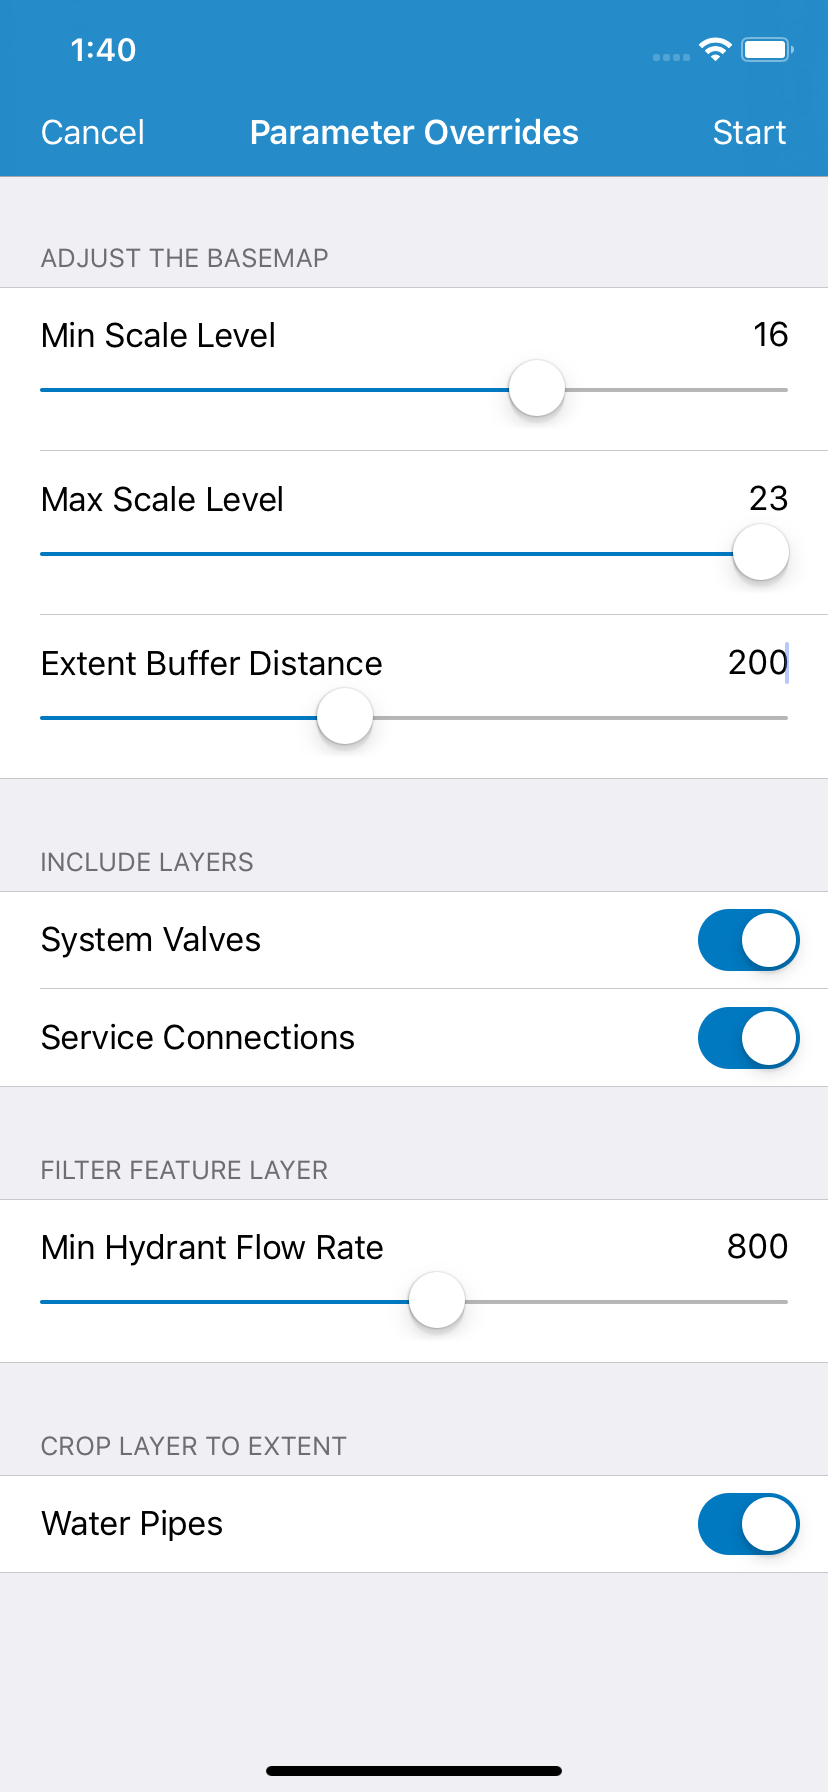 1:40
Cancel Parameter Overrides Start
ADJUST THE BASEMAP
Min Scale Level 16
Max Scale Level 23
Extent Buffer Distance 200
INCLUDE LAYERS
System Valves
Service Connections
FILTER FEATURE LAYER
Min Hydrant Flow Rate 800
CROP LAYER TO EXTENT
Water Pipes